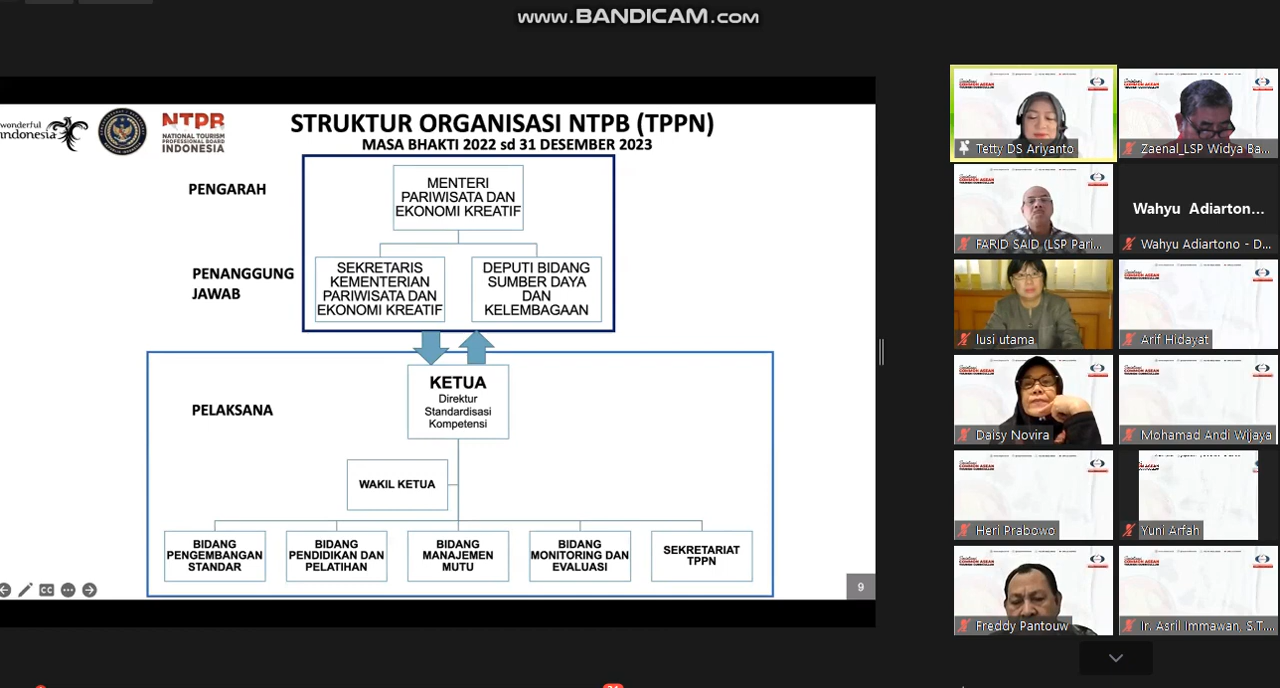 WWW.BANDICAM.COM
wonderful
indonesia
NTPB
NATIONAL TOURISM
PROFESSIONAL BOARD
INDONESIA
STRUKTUR ORGANISASI NTPB (TPPN)
MASA BHAKTI 2022 sd 31 DESEMBER 2023
PENGARAH
MENTERI
PARIWISATA DAN
EKONOMI KREATIF
PENANGGUNG
JAWAB
SEKRETARIS
KEMENTERIAN
PARIWISATA DAN
EKONOMI KREATIF
DEPUTI BIDANG
SUMBER DAYA
DAN
KELEMBAGAAN
PELAKSANA
KETUA
Direktur
Standardisasi
Kompetensi
WAKIL KETUA
BIDANG
PENGEMBANGAN
STANDAR
BIDANG
PENDIDIKAN DAN
PELATIHAN
BIDANG
MANAJEMEN
MUTU
BIDANG
MONITORING DAN
EVALUASI
SEKRETARIAT
TPPN
CC
9
Tetty DS Ariyanto
Zaenal_LSP Widya Ba...
FARID SAID (LSP Pari...
Wahyu Adiarton...
Wahyu Adiartono - D...
lusi utama
Arif Hidayat
Daisy Novira
Mohamad Andi Wijaya
Heri Prabowo
Yuni Arfah
Freddy Pantouw
Ir. Asril Immawan, S.T....